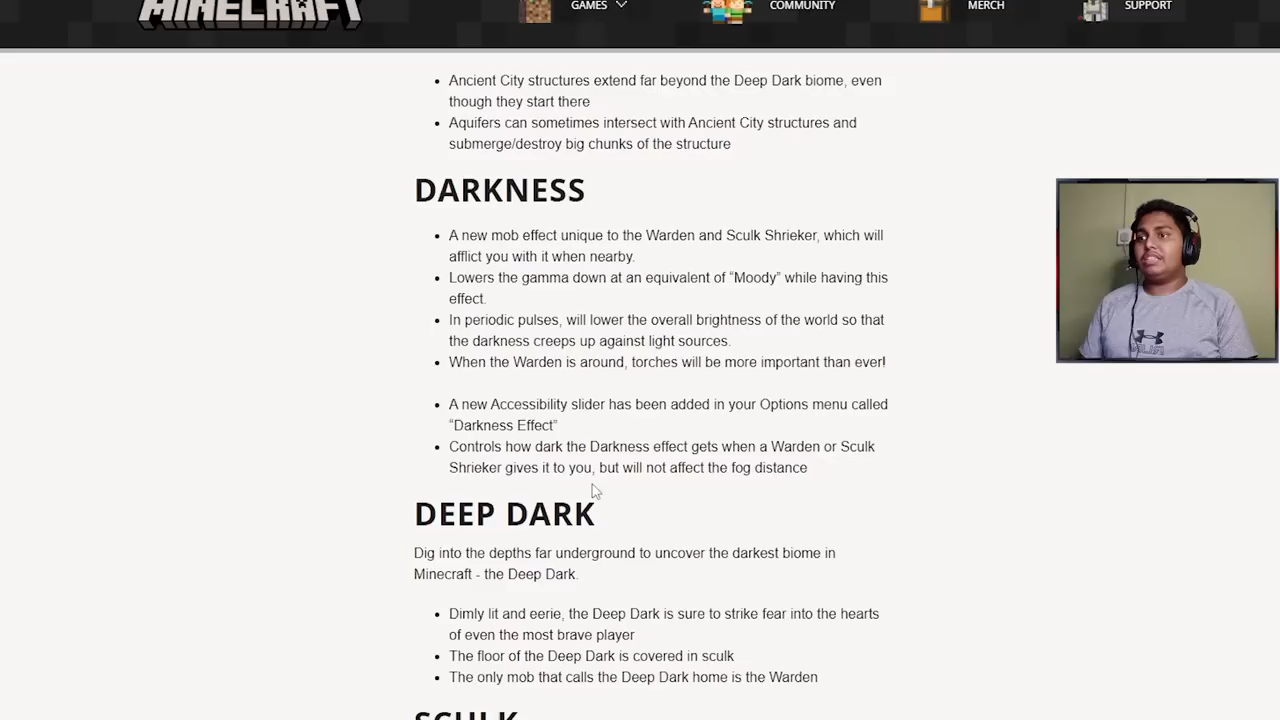 MINECRAFT
GAMES
COMMUNITY
MERCH
SUPPORT
• Ancient City structures extend far beyond the Deep Dark biome, even
though they start there
• Aquifers can sometimes intersect with Ancient City structures and
submerge/destroy big chunks of the structure
DARKNESS
• A new mob effect unique to the Warden and Sculk Shrieker, which will
afflict you with it when nearby.
• Lowers the gamma down at an equivalent of “Moody” while having this
effect.
• In periodic pulses, will lower the overall brightness of the world so that
the darkness creeps up against light sources.
• When the Warden is around, torches will be more important than ever!
• A new Accessibility slider has been added in your Options menu called
“Darkness Effect”
• Controls how dark the Darkness effect gets when a Warden or Sculk
Shrieker gives it to you, but will not affect the fog distance
DEEP DARK
Dig into the depths far underground to uncover the darkest biome in
Minecraft - the Deep Dark.
• Dimly lit and eerie, the Deep Dark is sure to strike fear into the hearts
of even the most brave player
• The floor of the Deep Dark is covered in sculk
• The only mob that calls the Deep Dark home is the Warden
SCULK